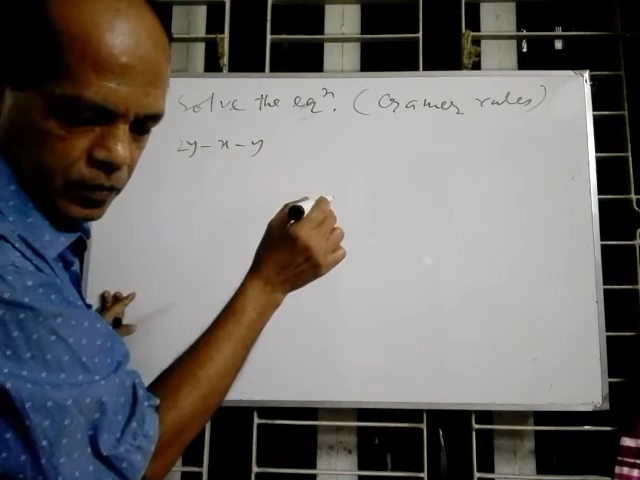 Solve the eqⁿ. (Cramer rules)
2y - x - y